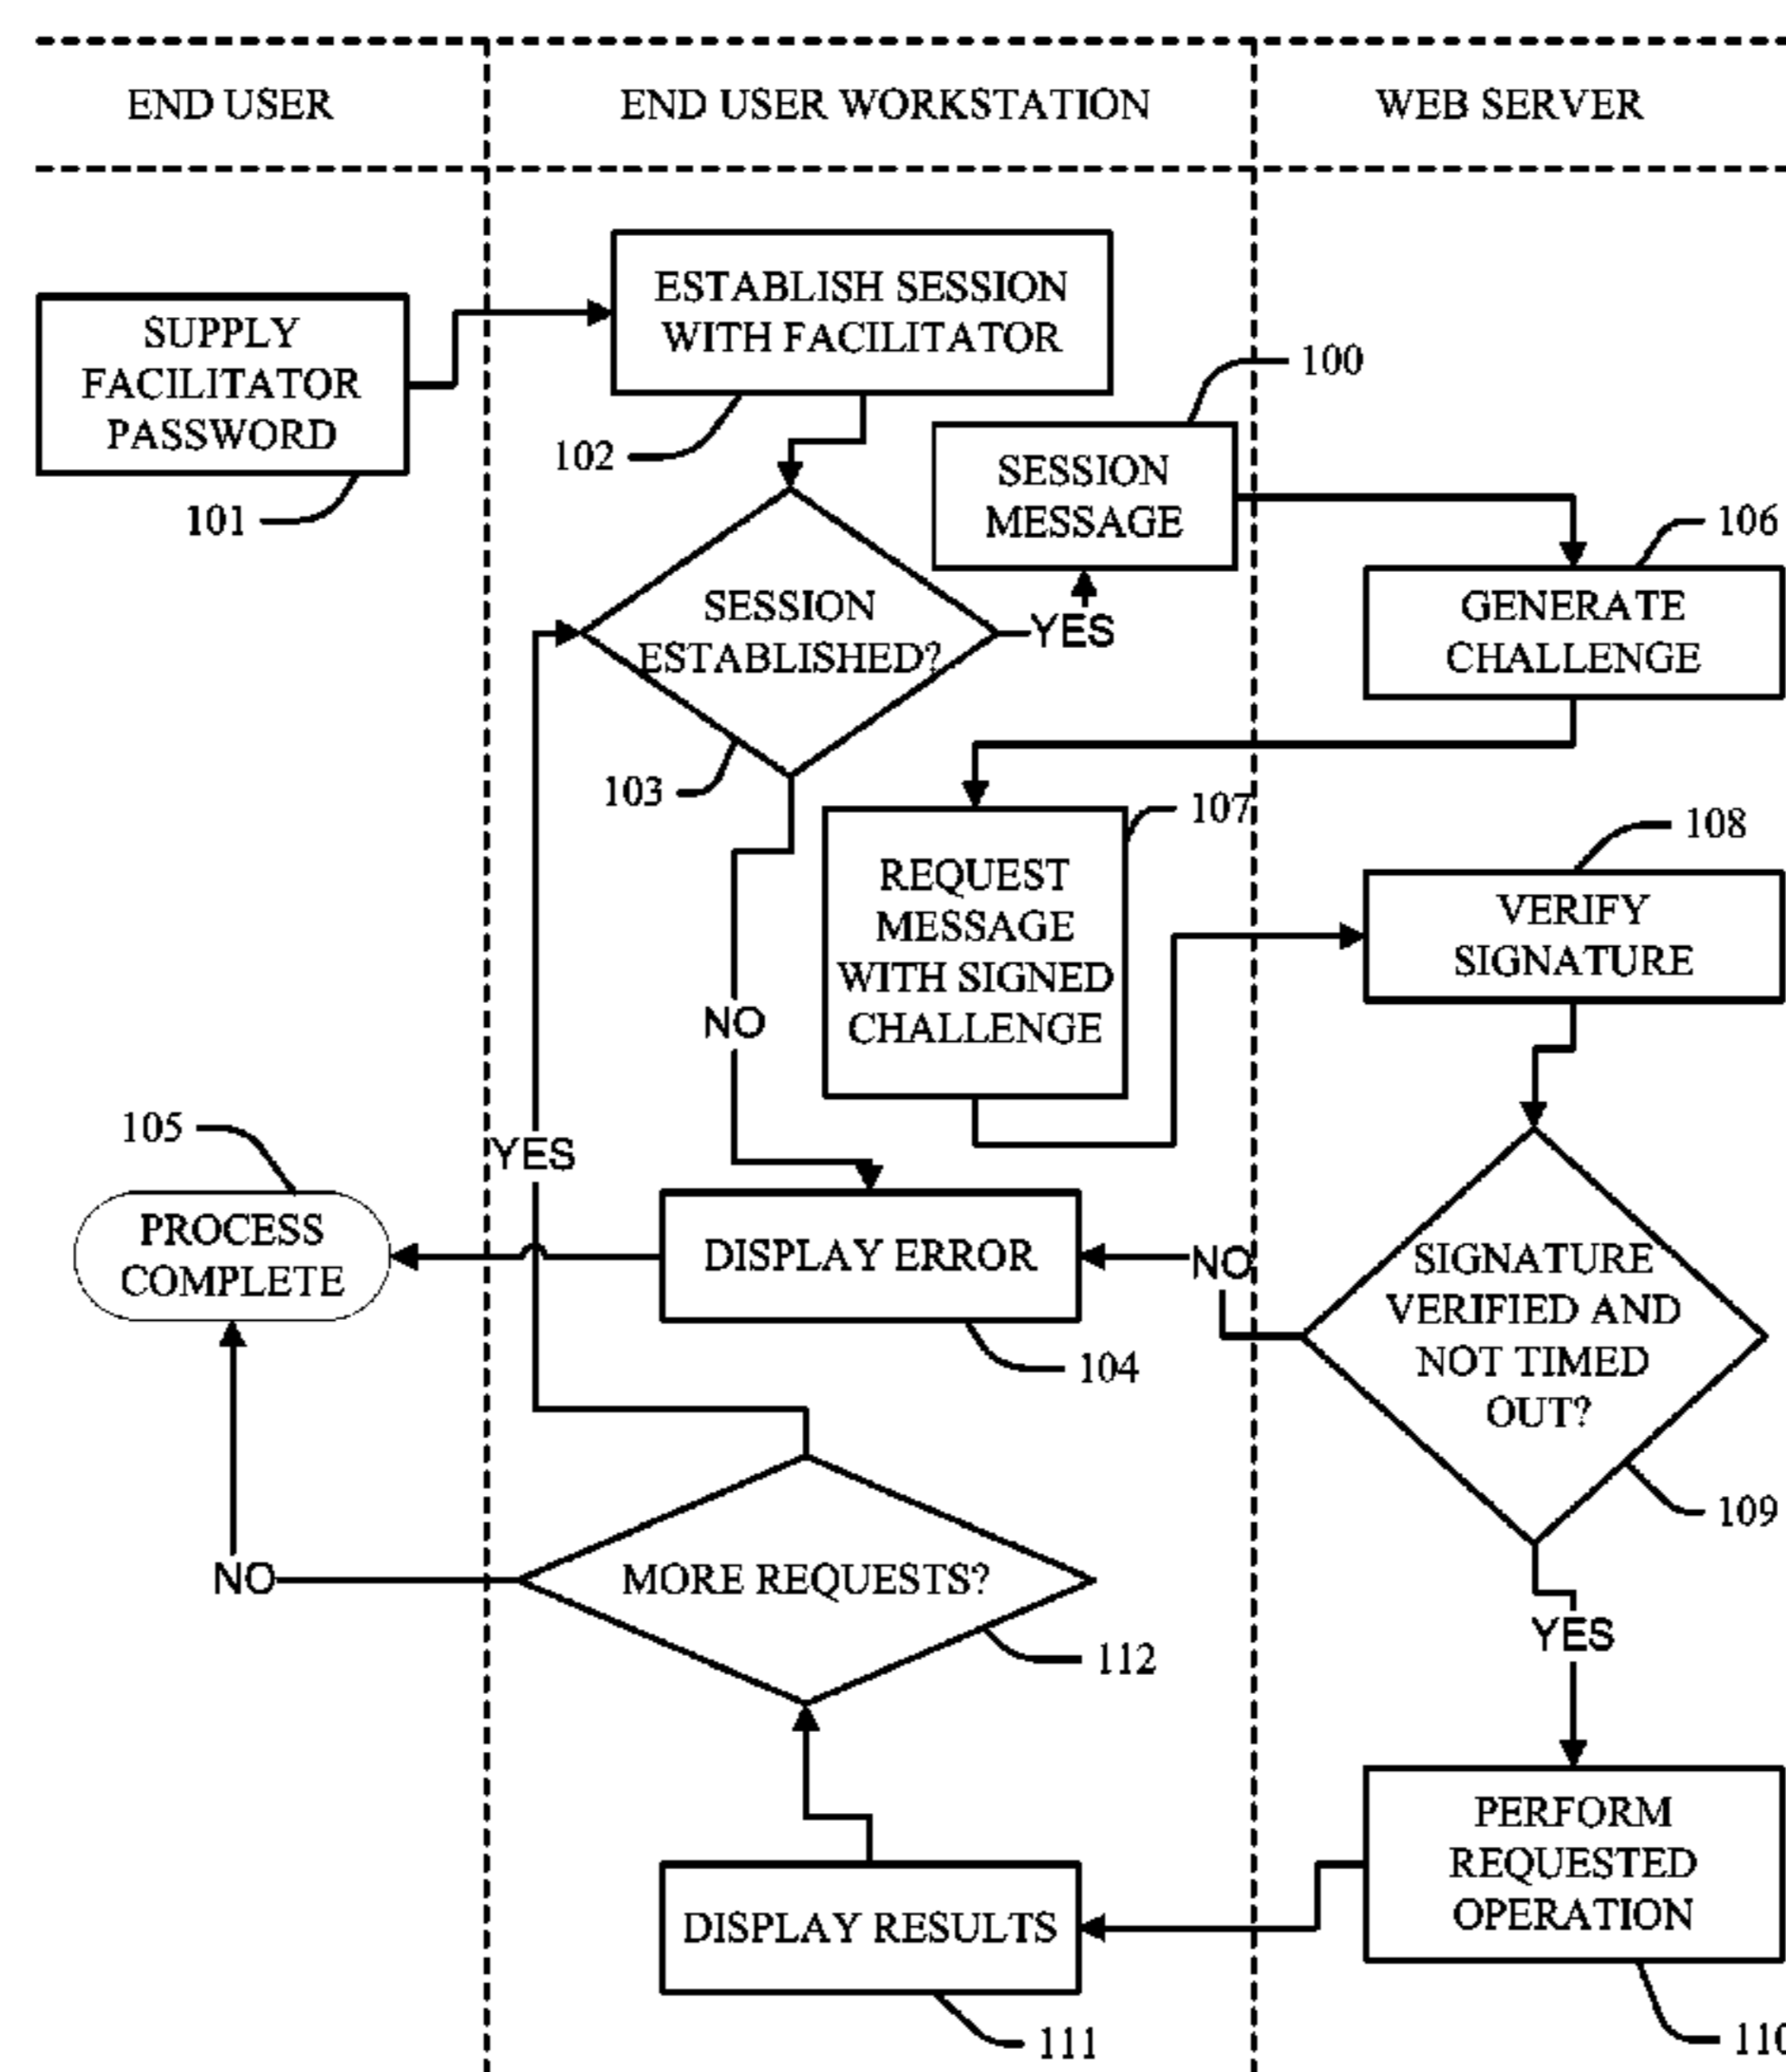 END USER
END USER WORKSTATION
WEB SERVER
SUPPLY
FACILITATOR
PASSWORD
101
ESTABLISH SESSION
WITH FACILITATOR
102
100
SESSION
MESSAGE
106
GENERATE
CHALLENGE
SESSION
ESTABLISHED?
YES
103
107
REQUEST
MESSAGE
WITH SIGNED
CHALLENGE
108
VERIFY
SIGNATURE
NO
YES
105
PROCESS
COMPLETE
DISPLAY ERROR
104
NO
SIGNATURE
VERIFIED AND
NOT TIMED
OUT?
109
NO
MORE REQUESTS?
112
YES
PERFORM
REQUESTED
OPERATION
110
DISPLAY RESULTS
111